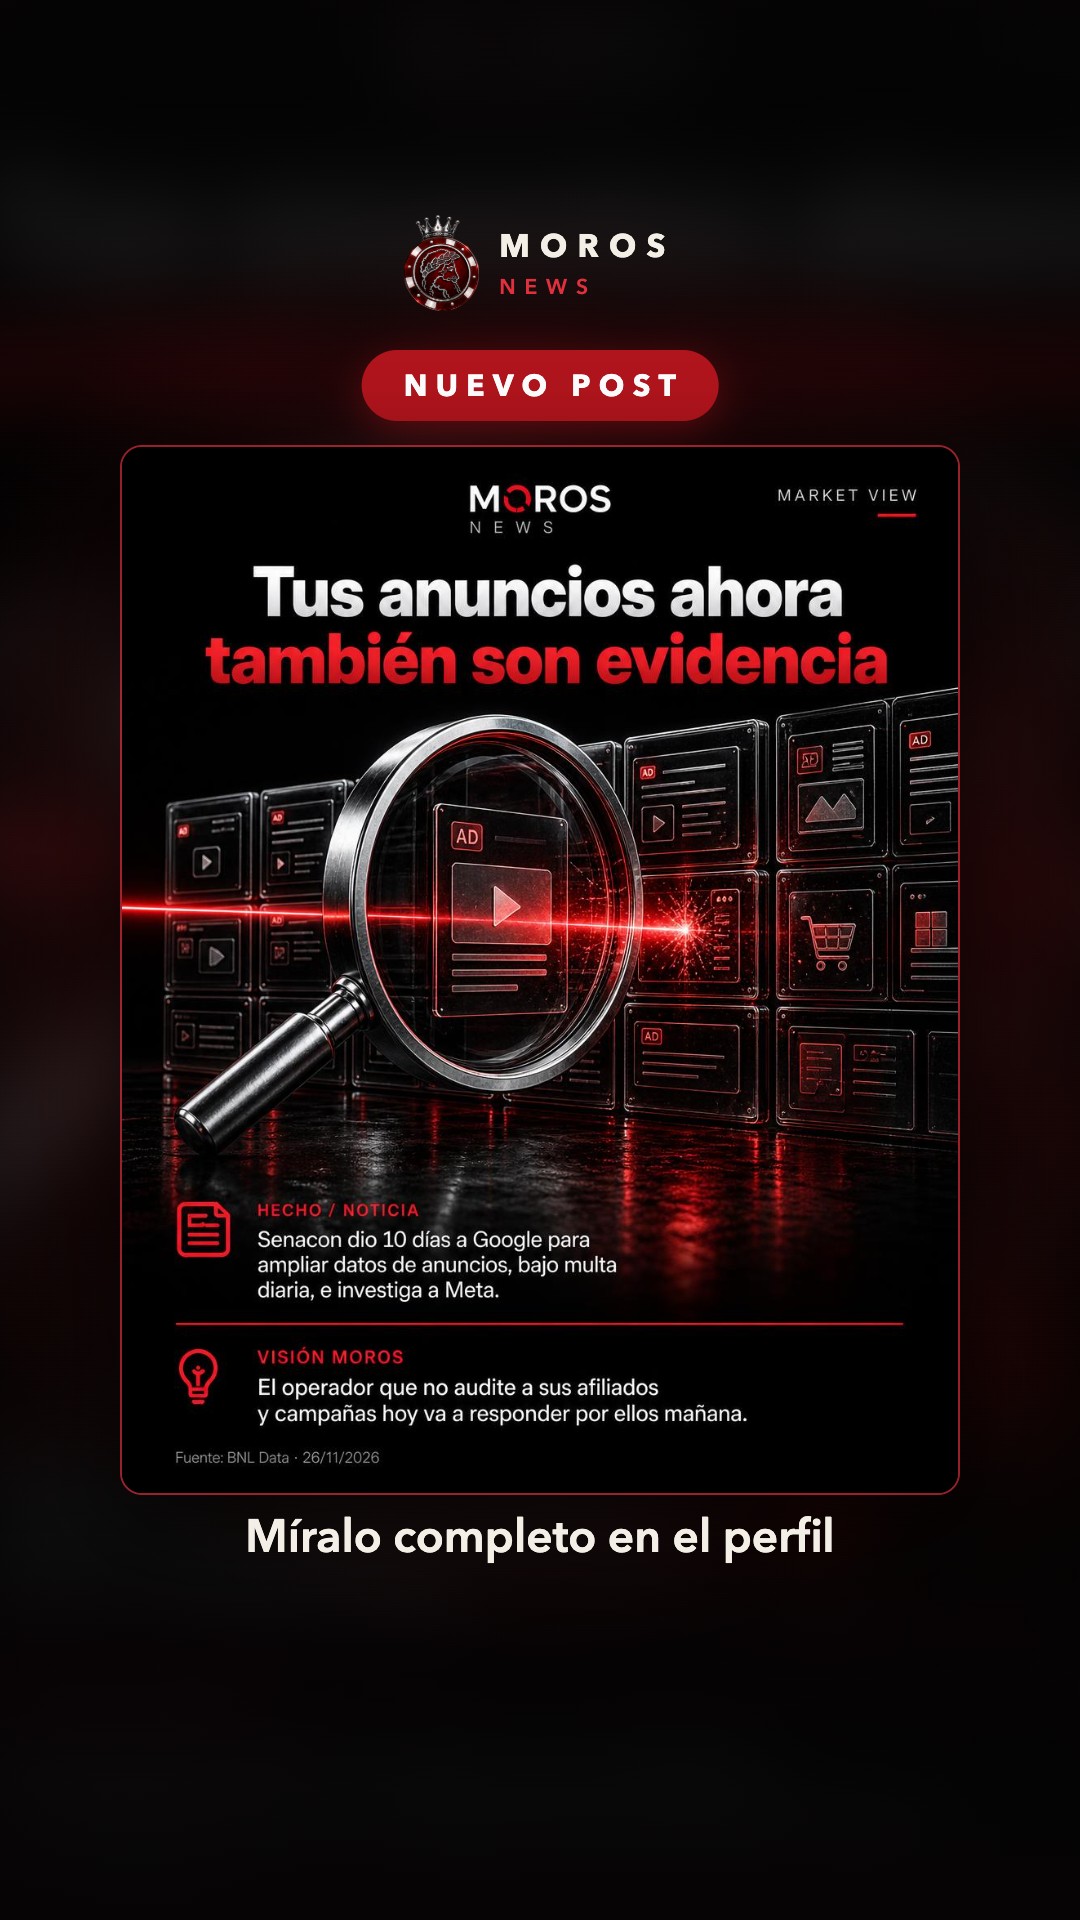 MOROS
NEWS
NUEVO POST
MOROS
NEWS
MARKET VIEW
Tus anuncios ahora
también son evidencia
AD
AD
AD
AD
AD
AD
AD
HECHO / NOTICIA
Senacon dio 10 días a Google para
ampliar datos de anuncios, bajo multa
diaria, e investiga a Meta.
VISIÓN MOROS
El operador que no audite a sus afiliados
y campañas hoy va a responder por ellos mañana.
Fuente: BNL Data · 26/11/2026
Míralo completo en el perfil